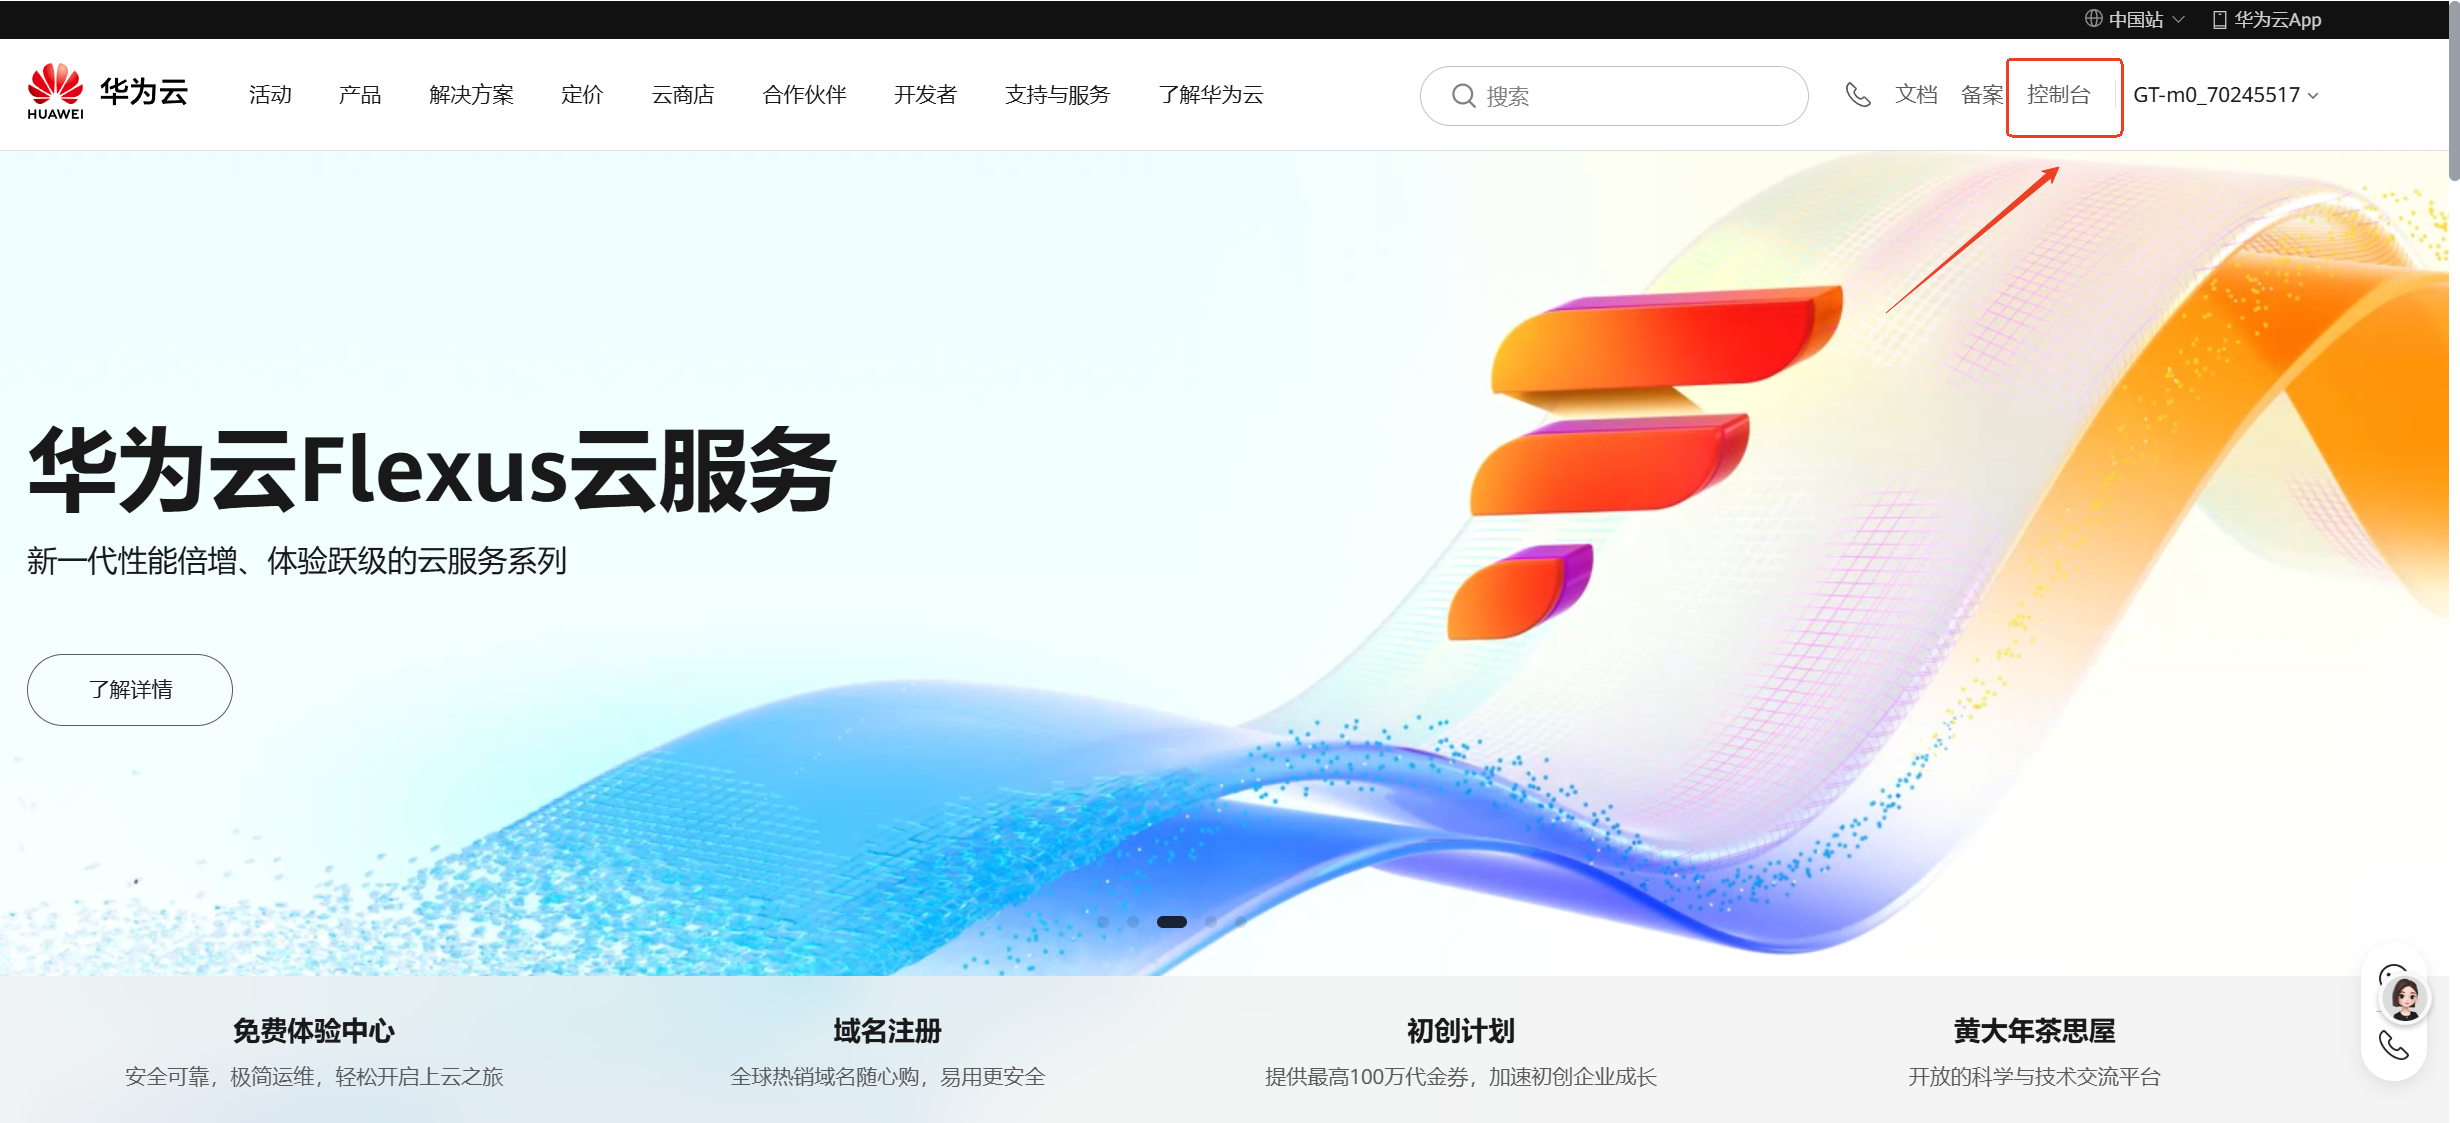 中国站 华为云App
HUAWEI 华为云 活动 产品 解决方案 定价 云商店 合作伙伴 开发者 支持与服务 了解华为云 搜索 文档 备案 控制台 GT-m0_70245517
华为云Flexus云服务
新一代性能倍增、体验跃级的云服务系列
了解详情
免费体验中心 域名注册 初创计划 黄大年茶思屋
安全可靠，极简运维，轻松开启上云之旅 全球热销域名随心购，易用更安全 提供最高100万代金券，加速初创企业成长 开放的科学与技术交流平台